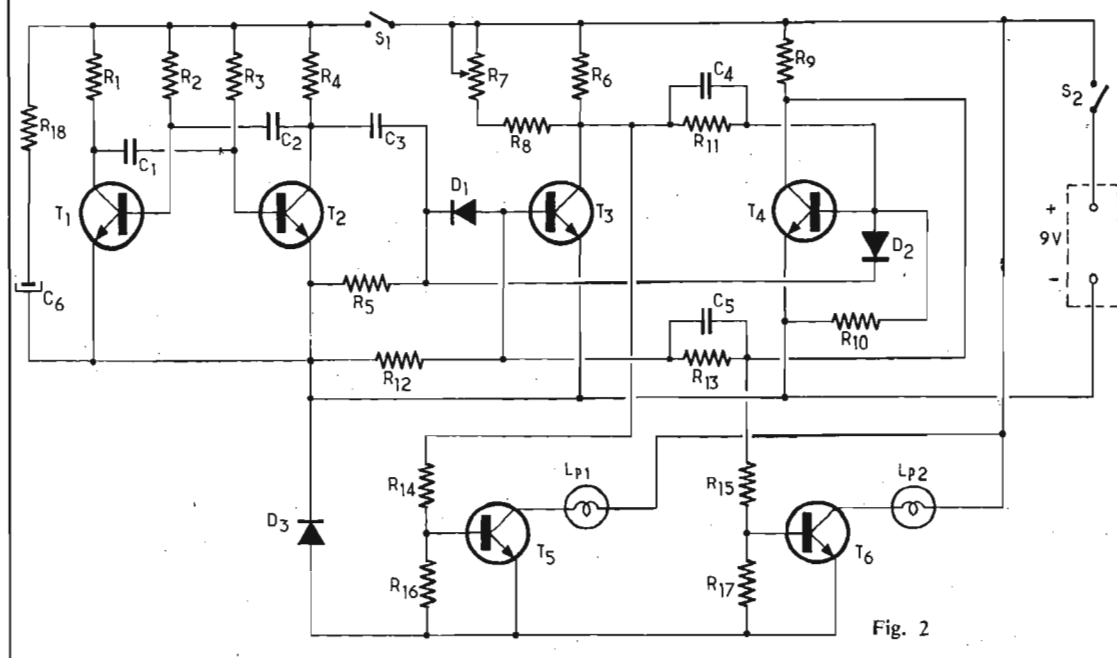 S1
R1
R2
R3
R4
R7
R6
R9
C4
S2
R18
C2
C3
R8
R11
C1
+
9V
-
T1
T2
D1
T3
T4
D2
C6
R5
C5
R10
R12
R13
Lp1
Lp2
R14
R15
D3
T5
T6
R16
R17
Fig. 2